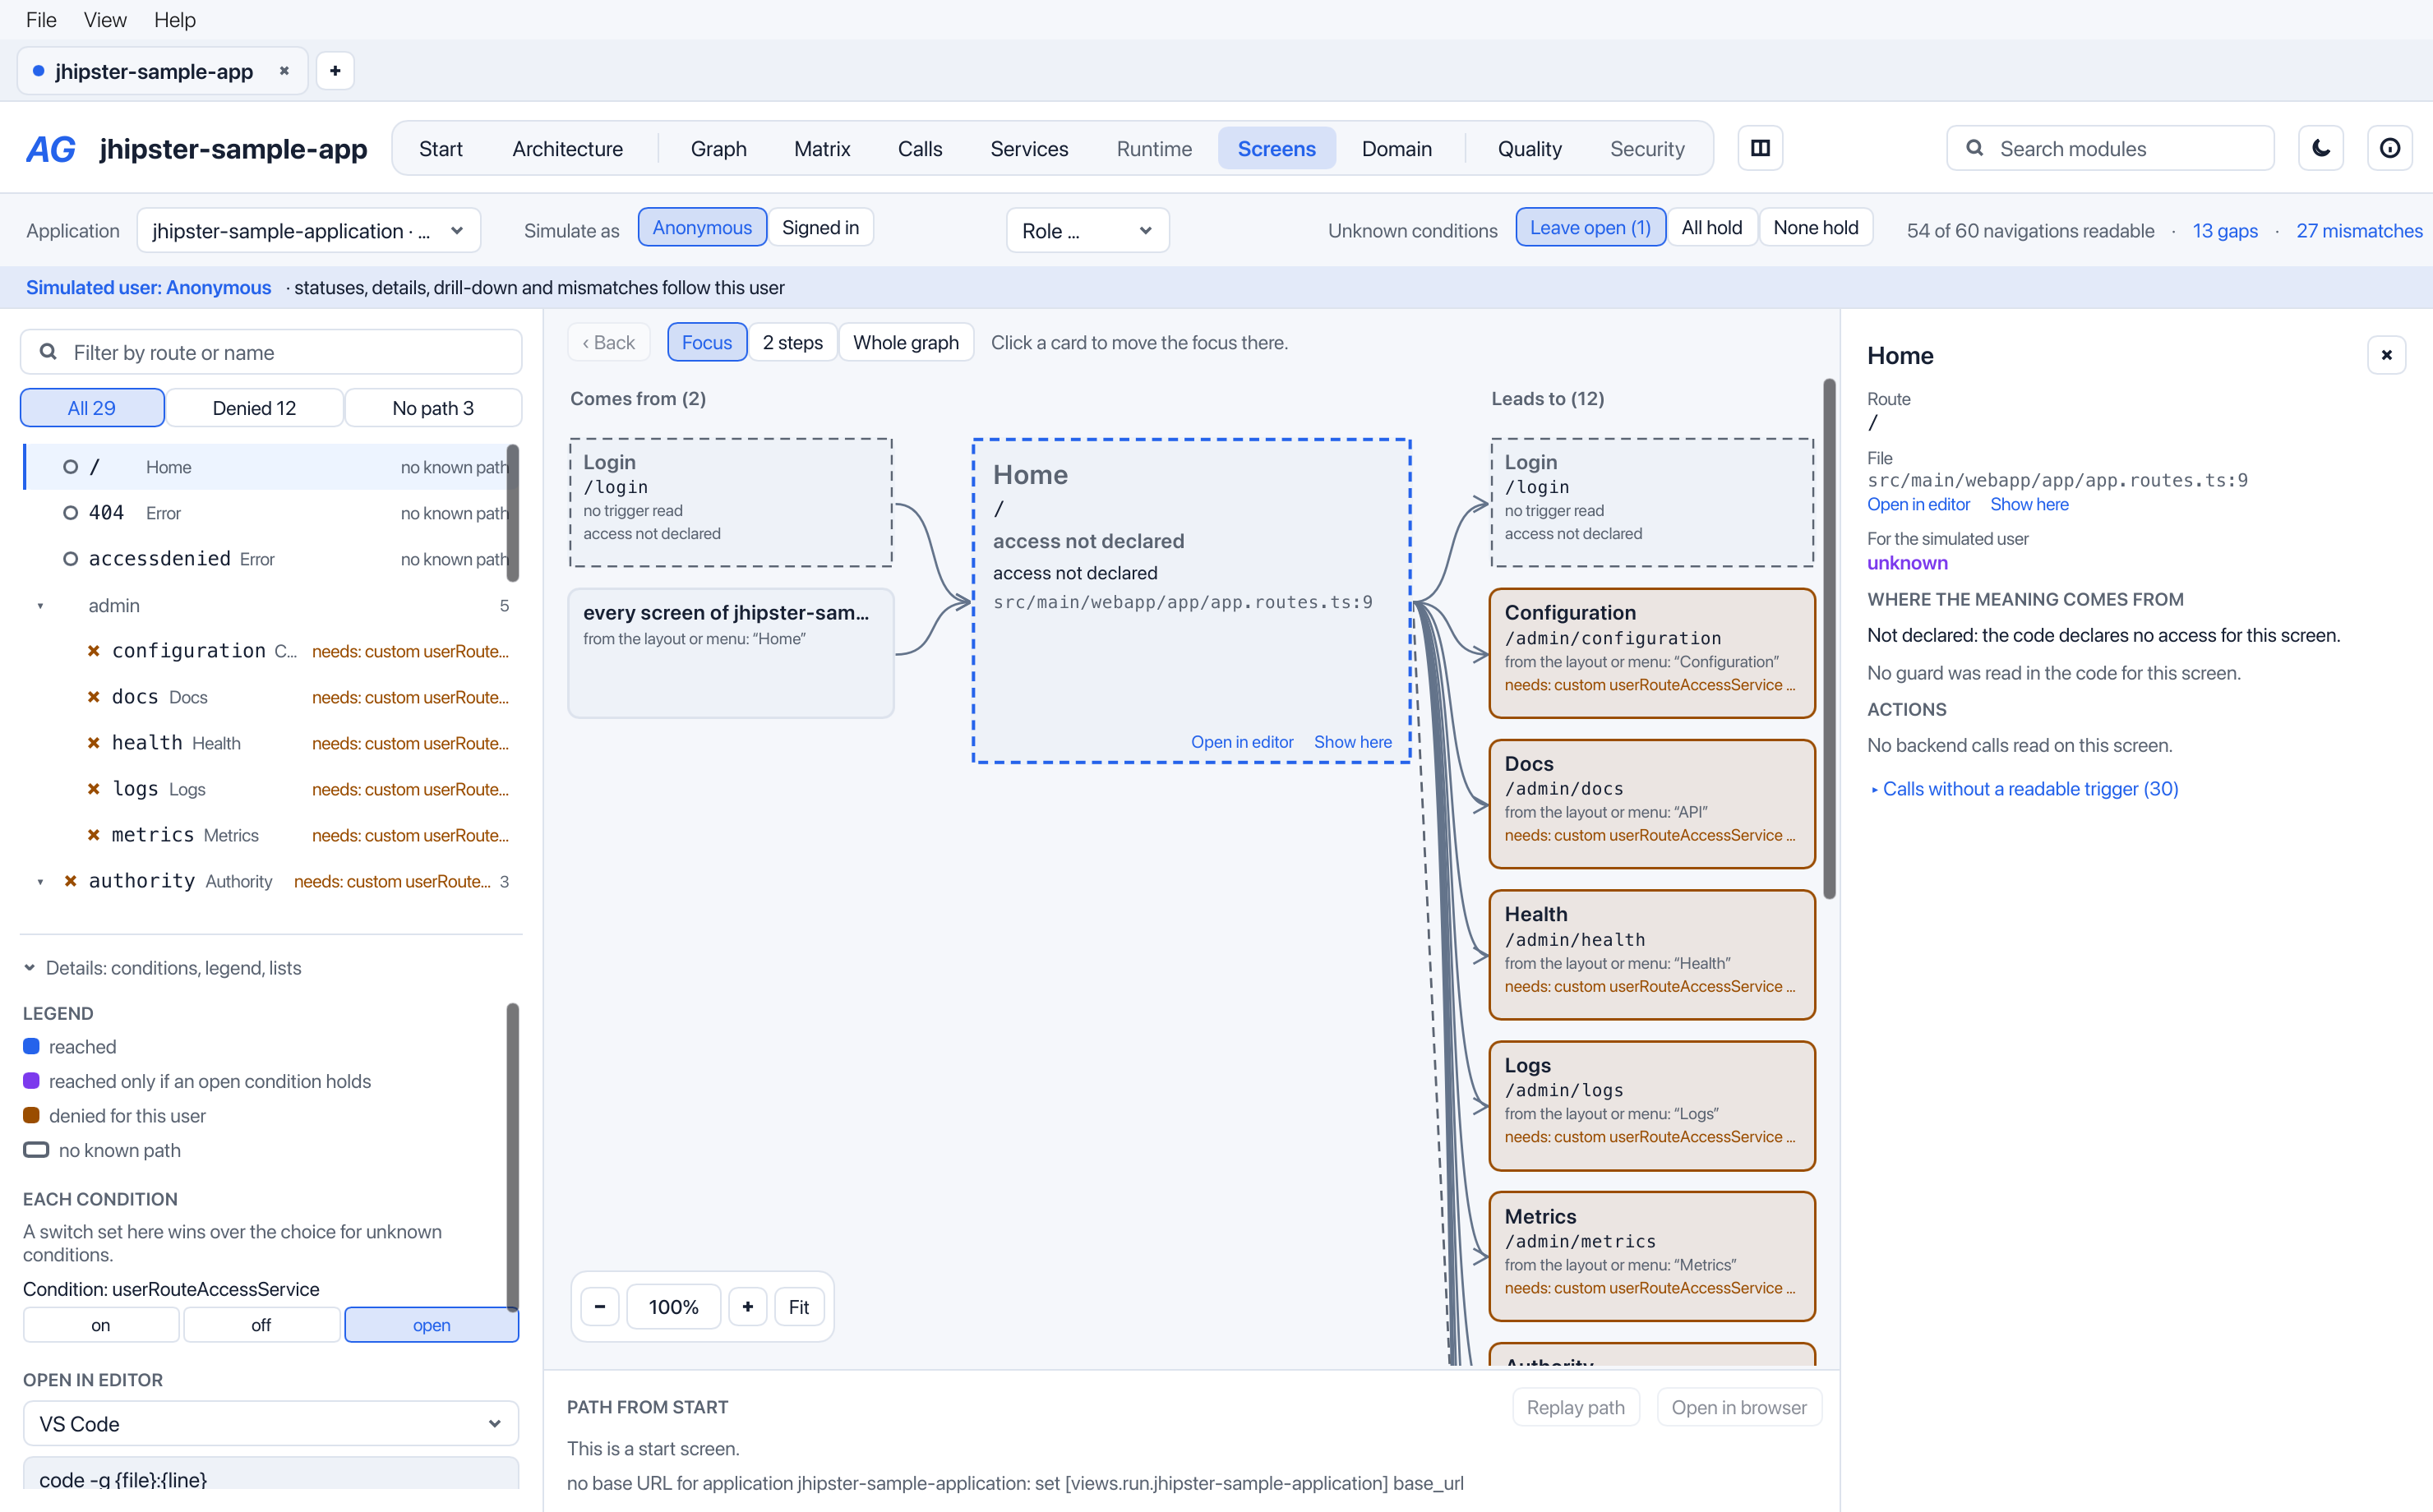 File View Help
jhipster-sample-app × +
AG jhipster-sample-app Start Architecture Graph Matrix Calls Services Runtime Screens Domain Quality Security Search modules
Application jhipster-sample-application · ... Simulate as Anonymous Signed in Role ... Unknown conditions Leave open (1) All hold None hold 54 of 60 navigations readable · 13 gaps · 27 mismatches
Simulated user: Anonymous · statuses, details, drill-down and mismatches follow this user
Filter by route or name
All 29 Denied 12 No path 3
/ Home no known path
404 Error no known path
accessdenied Error no known path
admin 5
configuration C... needs: custom userRoute...
docs Docs needs: custom userRoute...
health Health needs: custom userRoute...
logs Logs needs: custom userRoute...
metrics Metrics needs: custom userRoute...
authority Authority needs: custom userRoute... 3
Details: conditions, legend, lists
LEGEND
reached
reached only if an open condition holds
denied for this user
no known path
EACH CONDITION
A switch set here wins over the choice for unknown
conditions.
Condition: userRouteAccessService
on off open
OPEN IN EDITOR
VS Code
code -g {file}:{line}
‹ Back Focus 2 steps Whole graph Click a card to move the focus there.
Comes from (2)
Login
/login
no trigger read
access not declared
every screen of jhipster-sam...
from the layout or menu: “Home”
Home
/
access not declared
access not declared
src/main/webapp/app/app.routes.ts:9
Open in editor Show here
Leads to (12)
Login
/login
no trigger read
access not declared
Configuration
/admin/configuration
from the layout or menu: “Configuration”
needs: custom userRouteAccessService ...
Docs
/admin/docs
from the layout or menu: “API”
needs: custom userRouteAccessService ...
Health
/admin/health
from the layout or menu: “Health”
needs: custom userRouteAccessService ...
Logs
/admin/logs
from the layout or menu: “Logs”
needs: custom userRouteAccessService ...
Metrics
/admin/metrics
from the layout or menu: “Metrics”
needs: custom userRouteAccessService ...
Authority
− 100% + Fit
PATH FROM START Replay path Open in browser
This is a start screen.
no base URL for application jhipster-sample-application: set [views.run.jhipster-sample-application] base_url
Home ×
Route
/
File
src/main/webapp/app/app.routes.ts:9
Open in editor Show here
For the simulated user
unknown
WHERE THE MEANING COMES FROM
Not declared: the code declares no access for this screen.
No guard was read in the code for this screen.
ACTIONS
No backend calls read on this screen.
Calls without a readable trigger (30)